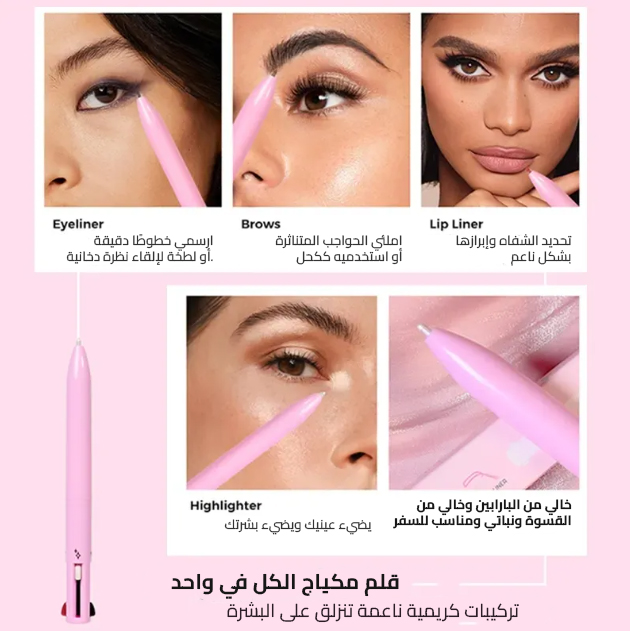 Eyeliner
ارسمي خطوطًا دقيقة
أو لطخة لإلقاء نظرة دخانية.
Brows
املئي الحواجب المتناثرة
أو استخدميه ككحل
Lip Liner
تحديد الشفاه وإبرازها
بشكل ناعم
Highlighter
يضيء عينيك ويضيء بشرتك
خالي من البارابين وخالي من
القسوة ونباتي ومناسب للسفر
قلم مكياج الكل في واحد
تركيبات كريمية ناعمة تنزلق على البشرة